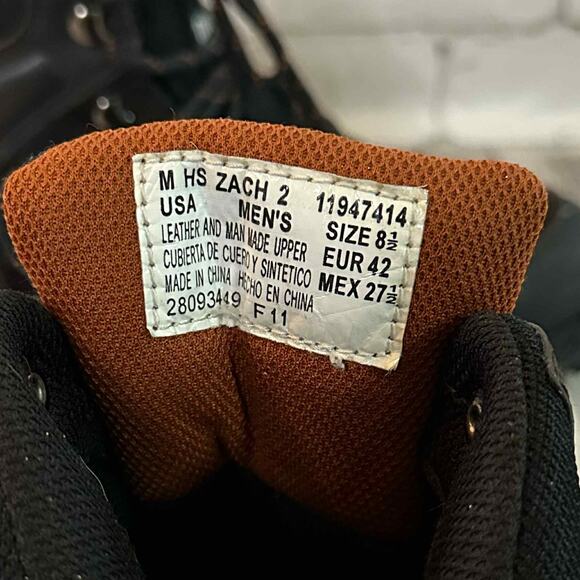 M HS ZACH 2 11947414
USA MEN'S SIZE 8½
LEATHER AND MAN MADE UPPER EUR 42
CUBIERTA DE CUERO Y SINTETICO MEX 27½
MADE IN CHINA HECHO EN CHINA
28093449 F 11